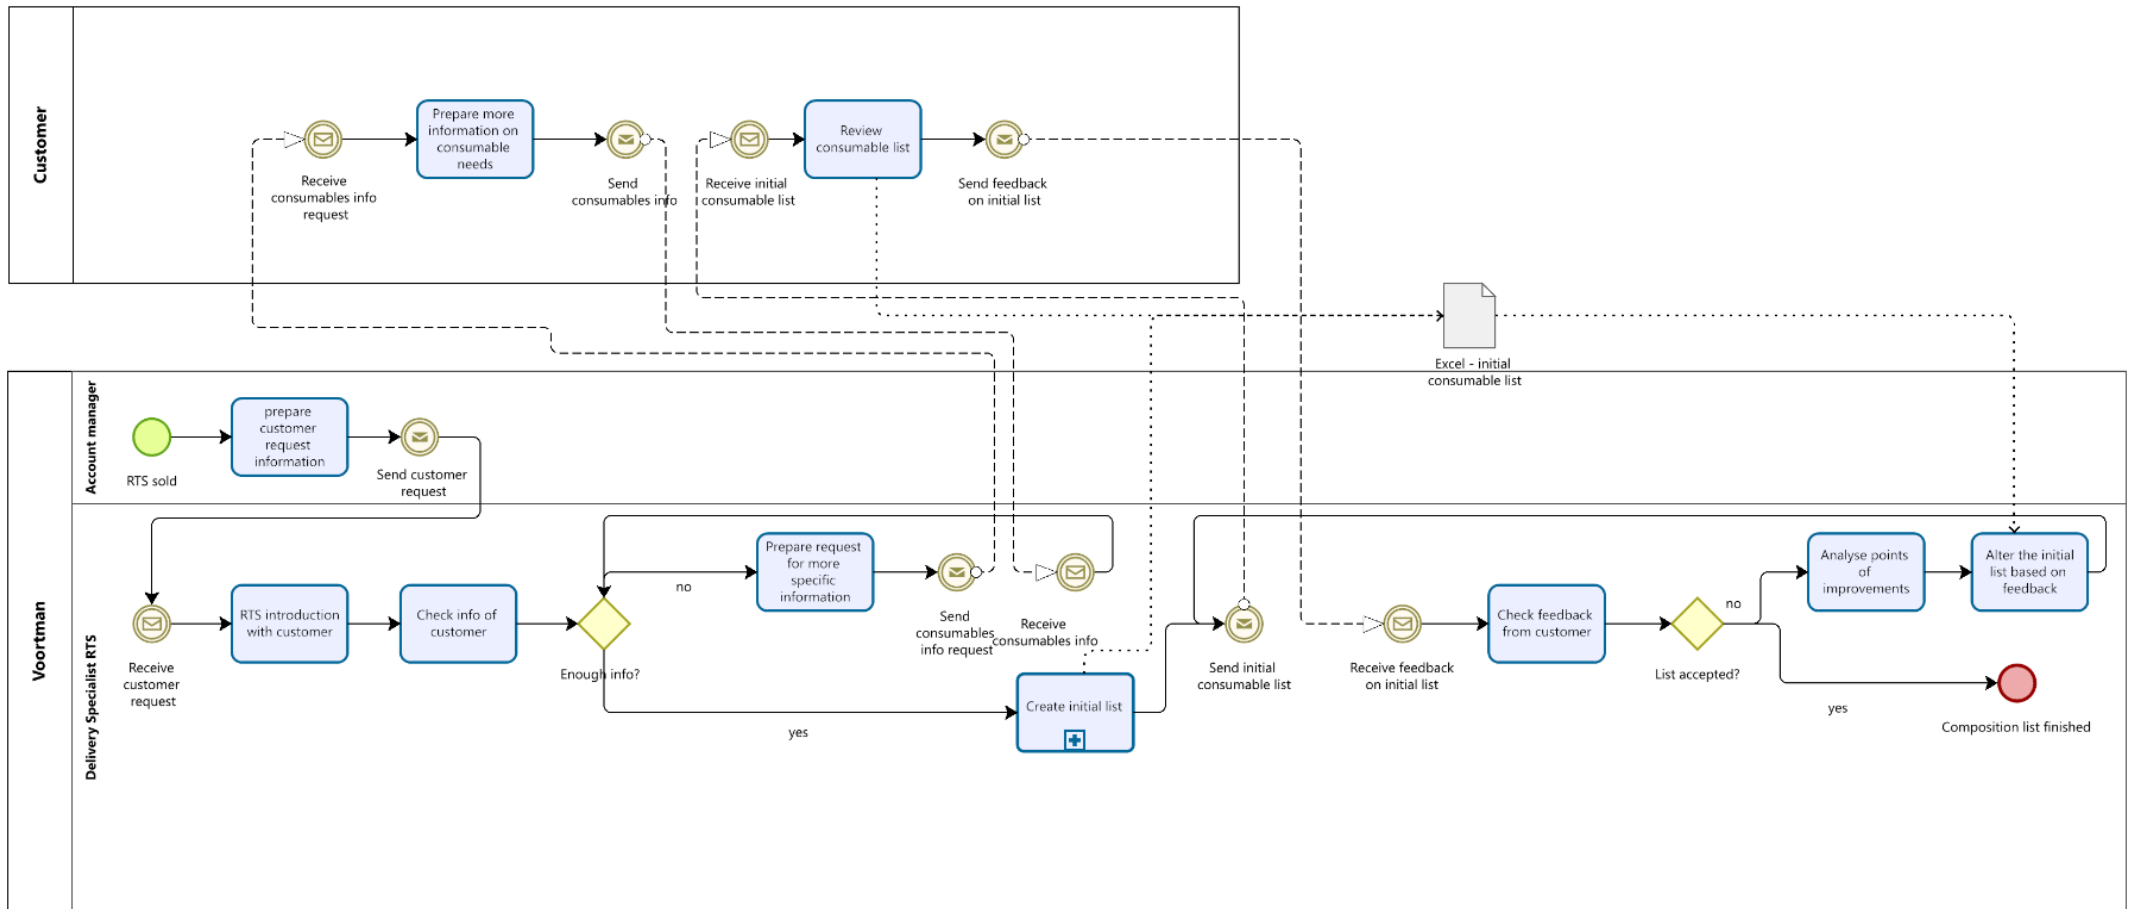 Customer
Prepare more
information on
consumable
needs
Receive
consumables info
request
Send
consumables info
Review
consumable list
Receive initial
consumable list
Send feedback
on initial list
Excel - initial
consumable list
Voortman
Account manager
RTS sold
prepare
customer
request
information
Send customer
request
Delivery Specialist RTS
Receive
customer
request
RTS introduction
with customer
Check info of
customer
Enough info?
no
Prepare request
for more
specific
information
Send
consumables
info request
Receive
consumables info
yes
Create initial list
Send initial
consumable list
Receive feedback
on initial list
Check feedback
from customer
List accepted?
no
Analyse points
of
improvements
Alter the initial
list based on
feedback
yes
Composition list finished